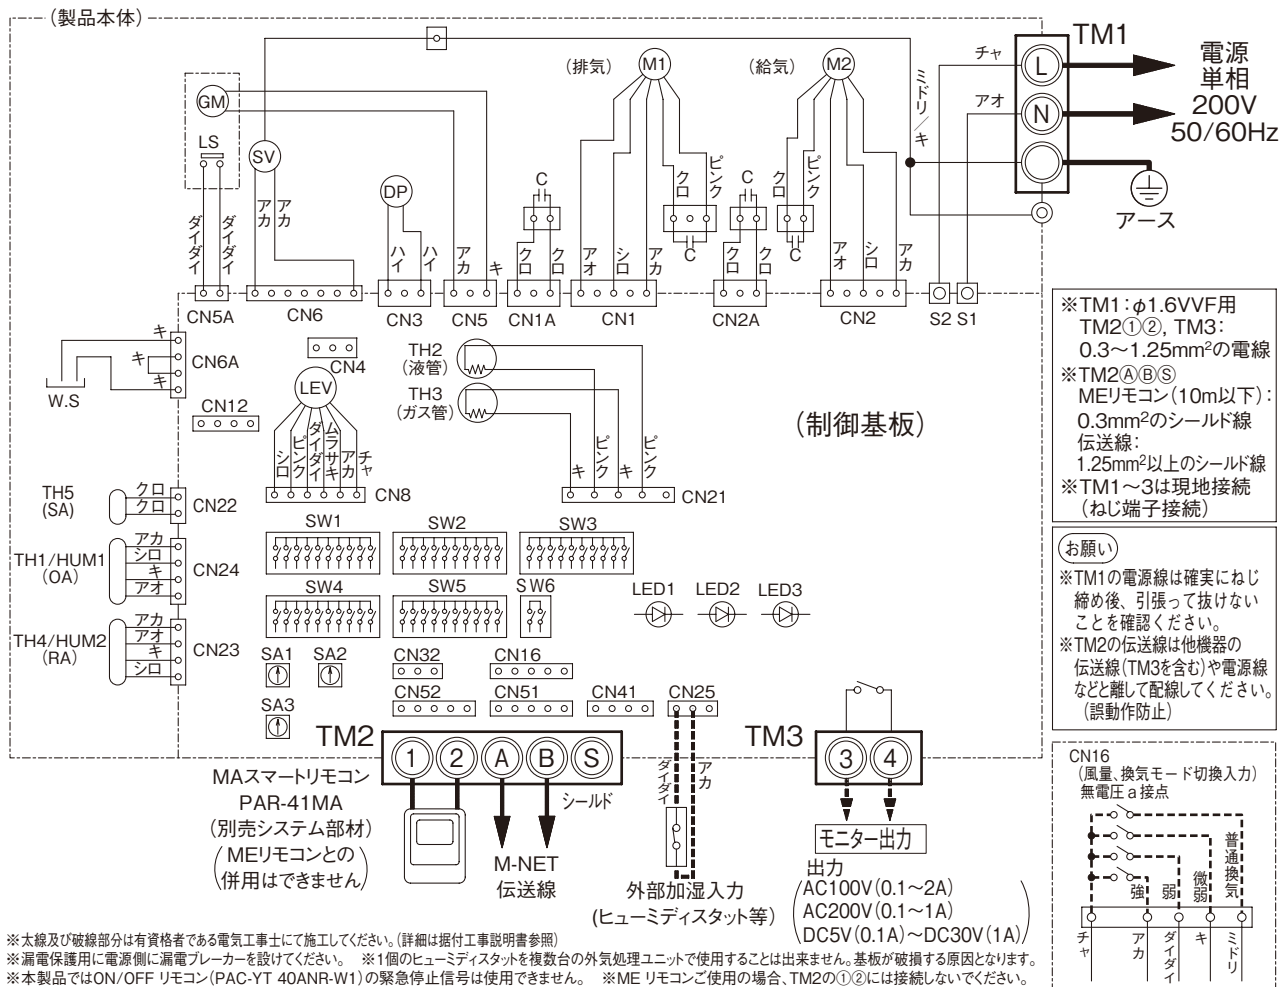 (製品本体)
TM1
L
N
チャ
アオ
ミドリ/キ
電源
単相
200V
50/60Hz
アース
(排気)
M1
(給気)
M2
GM
LS
SV
DP
ダイダイ
ダイダイ
アカ
アカ
ハイ
ハイ
アカ
キ
C
クロ
クロ
アオ
シロ
アカ
クロ
ピンク
C
C
クロ
クロ
クロ
ピンク
C
アオ
シロ
アカ
CN5A
CN6
CN3
CN5
CN1A
CN1
CN2A
CN2
S2
S1
キ
キ
キ
CN6A
W.S
CN4
CN12
LEV
シロ
ピンク
ダイダイ
ムラサキ
アカ
チャ
CN8
TH2
(液管)
TH3
(ガス管)
キ
ピンク
キ
ピンク
CN21
(制御基板)
TH5
(SA)
クロ
クロ
CN22
TH1/HUM1
(OA)
アカ
シロ
キ
アオ
CN24
TH4/HUM2
(RA)
アカ
アオ
キ
シロ
CN23
SW1
SW2
SW3
SW4
SW5
SW6
LED1
LED2
LED3
SA1
SA2
SA3
CN32
CN16
CN52
CN51
CN41
CN25
TM2
1
2
A
B
S
シールド
TM3
3
4
MAスマートリモコン
PAR-41MA
(別売システム部材)
(MEリモコンとの
併用はできません)
M-NET
伝送線
ダイダイ
アカ
外部加湿入力
(ヒューミディスタット等)
モニター出力
出力
(AC100V(0.1~2A)
AC200V(0.1~1A)
DC5V(0.1A)~DC30V(1A))
※TM1:φ1.6VVF用
TM2①②, TM3:
0.3~1.25mm²の電線
※TM2ⒶⒷⓈ
MEリモコン(10m以下):
0.3mm²のシールド線
伝送線:
1.25mm²以上のシールド線
※TM1~3は現地接続
(ねじ端子接続)
お願い
※TM1の電源線は確実にねじ
締め後、引張って抜けない
ことを確認ください。
※TM2の伝送線は他機器の
伝送線(TM3を含む)や電源線
などと離して配線してください。
(誤動作防止)
CN16
(風量、換気モード切換入力)
無電圧a接点
強
弱
微弱
普通換気
チャ
アカ
ダイダイ
キ
ミドリ
※太線及び破線部分は有資格者である電気工事士にて施工してください。(詳細は据付工事説明書参照)
※漏電保護用に電源側に漏電ブレーカーを設けてください。 ※1個のヒューミディスタットを複数台の外気処理ユニットで使用することは出来ません。基板が破損する原因となります。
※本製品ではON/OFF リモコン(PAC-YT 40ANR-W1)の緊急停止信号は使用できません。 ※ME リモコンご使用の場合、TM2の①②には接続しないでください。